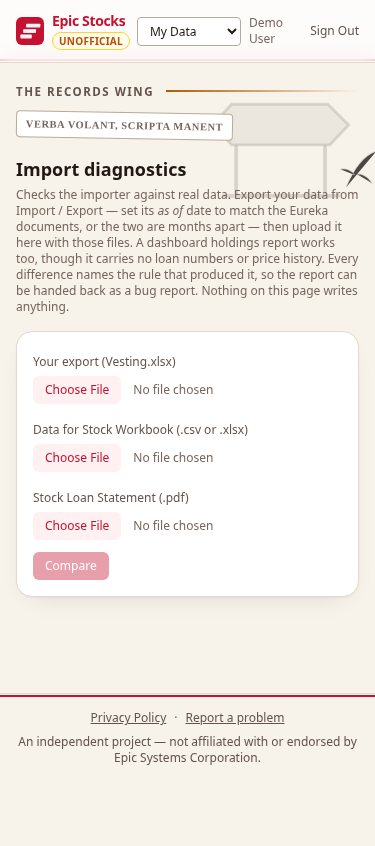 Epic Stocks
UNOFFICIAL
My Data
Demo
User
Sign Out
THE RECORDS WING
VERBA VOLANT, SCRIPTA MANENT
Import diagnostics
Checks the importer against real data. Export your data from
Import / Export — set its as of date to match the Eureka
documents, or the two are months apart — then upload it
here with those files. A dashboard holdings report works
too, though it carries no loan numbers or price history. Every
difference names the rule that produced it, so the report can
be handed back as a bug report. Nothing on this page writes
anything.
Your export (Vesting.xlsx)
Choose File No file chosen
Data for Stock Workbook (.csv or .xlsx)
Choose File No file chosen
Stock Loan Statement (.pdf)
Choose File No file chosen
Compare
Privacy Policy · Report a problem
An independent project — not affiliated with or endorsed by
Epic Systems Corporation.